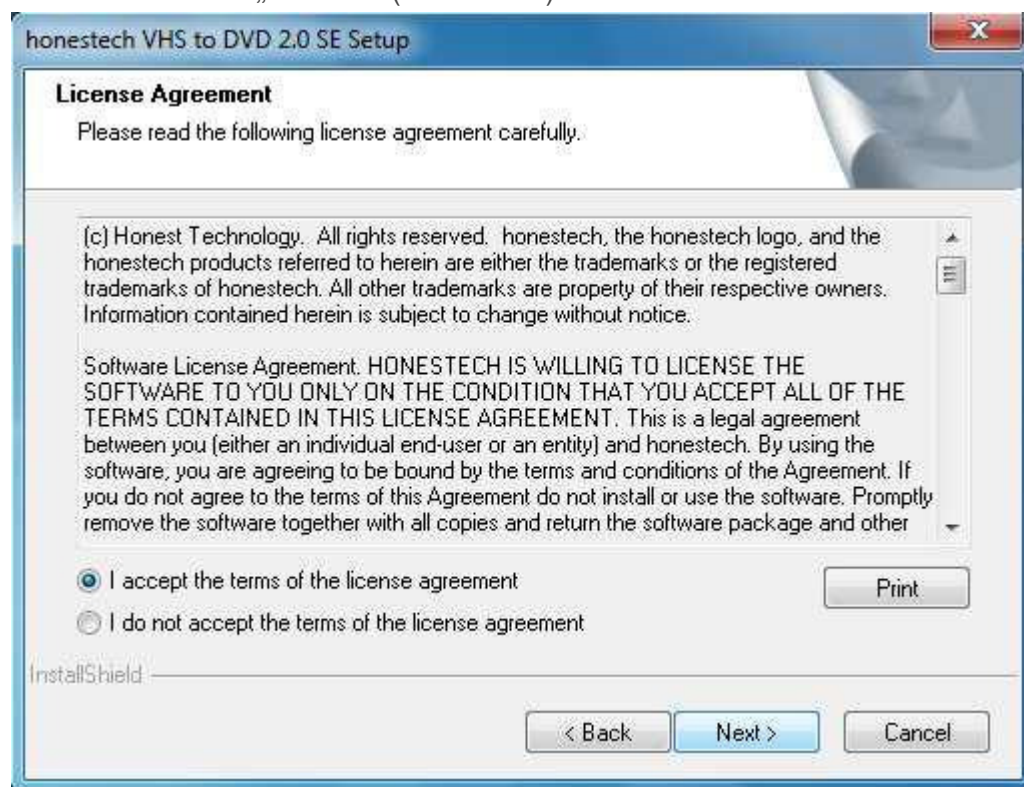 honestech VHS to DVD 2.0 SE Setup
License Agreement
Please read the following license agreement carefully.
(c) Honest Technology. All rights reserved. honestech, the honestech logo, and the
honestech products referred to herein are either the trademarks or the registered
trademarks of honestech. All other trademarks are property of their respective owners.
Information contained herein is subject to change without notice.
Software License Agreement. HONESTECH IS WILLING TO LICENSE THE
SOFTWARE TO YOU ONLY ON THE CONDITION THAT YOU ACCEPT ALL OF THE
TERMS CONTAINED IN THIS LICENSE AGREEMENT. This is a legal agreement
between you (either an individual end-user or an entity) and honestech. By using the
software, you are agreeing to be bound by the terms and conditions of the Agreement. If
you do not agree to the terms of this Agreement do not install or use the software. Promptly
remove the software together with all copies and return the software package and other
I accept the terms of the license agreement
Print
I do not accept the terms of the license agreement
InstallShield
< Back Next > Cancel